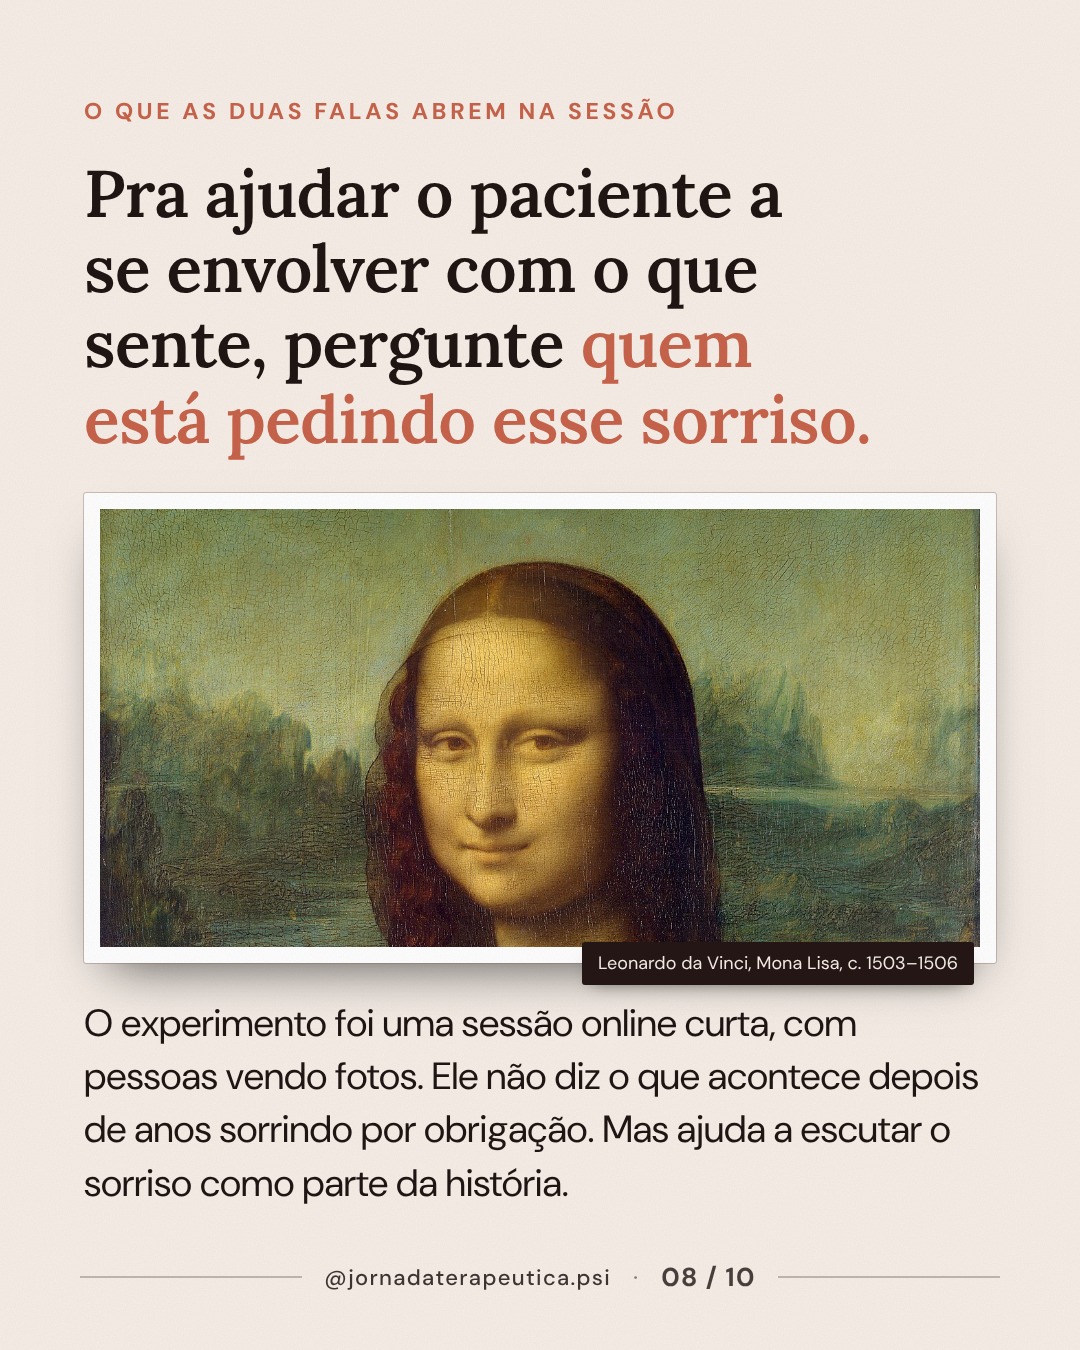 O QUE AS DUAS FALAS ABREM NA SESSÃO
Pra ajudar o paciente a
se envolver com o que
sente, pergunte quem
está pedindo esse sorriso.
Leonardo da Vinci, Mona Lisa, c. 1503–1506
O experimento foi uma sessão online curta, com
pessoas vendo fotos. Ele não diz o que acontece depois
de anos sorrindo por obrigação. Mas ajuda a escutar o
sorriso como parte da história.
@jornadaterapeutica.psi · 08 / 10